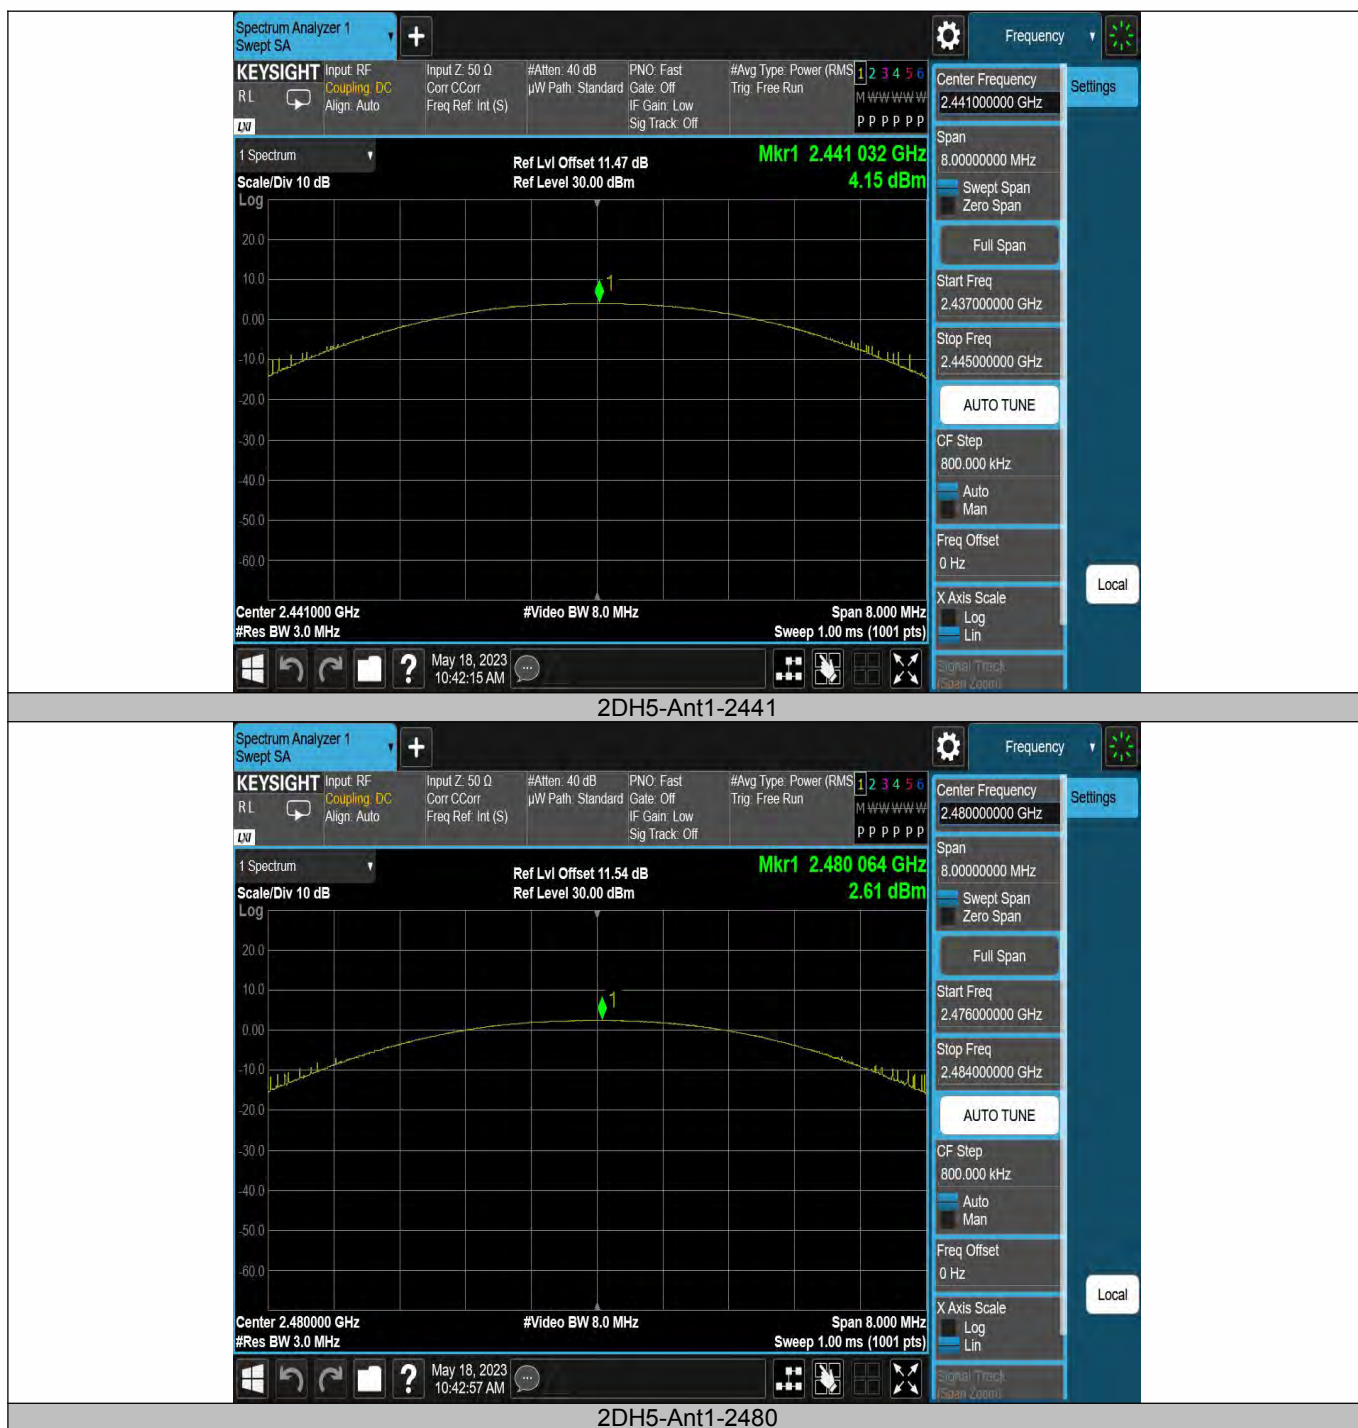 Spectrum Analyzer 1
Swept SA
+
Frequency
KEYSIGHT
RL
LXI
Input: RF
Coupling: DC
Align: Auto
Input Z: 50 Ω
Corr CCorr
Freq Ref: Int (S)
#Atten: 40 dB
µW Path: Standard
PNO: Fast
Gate: Off
IF Gain: Low
Sig Track: Off
#Avg Type: Power (RMS
Trig: Free Run
1 2 3 4 5 6
M W W W W W
P P P P P P
1 Spectrum
Scale/Div 10 dB
Ref Lvl Offset 11.47 dB
Ref Level 30.00 dBm
Mkr1 2.441 032 GHz
4.15 dBm
Log
20.0
10.0
0.00
-10.0
-20.0
-30.0
-40.0
-50.0
-60.0
1
Center 2.441000 GHz
#Res BW 3.0 MHz
#Video BW 8.0 MHz
Span 8.000 MHz
Sweep 1.00 ms (1001 pts)
May 18, 2023
10:42:15 AM
Center Frequency
2.441000000 GHz
Settings
Span
8.00000000 MHz
Swept Span
Zero Span
Full Span
Start Freq
2.437000000 GHz
Stop Freq
2.445000000 GHz
AUTO TUNE
CF Step
800.000 kHz
Auto
Man
Freq Offset
0 Hz
X Axis Scale
Log
Lin
Local
Signal Track
(Span Zoom)
2DH5-Ant1-2441
Spectrum Analyzer 1
Swept SA
+
Frequency
KEYSIGHT
RL
LXI
Input: RF
Coupling: DC
Align: Auto
Input Z: 50 Ω
Corr CCorr
Freq Ref: Int (S)
#Atten: 40 dB
µW Path: Standard
PNO: Fast
Gate: Off
IF Gain: Low
Sig Track: Off
#Avg Type: Power (RMS
Trig: Free Run
1 2 3 4 5 6
M W W W W W
P P P P P P
1 Spectrum
Scale/Div 10 dB
Ref Lvl Offset 11.54 dB
Ref Level 30.00 dBm
Mkr1 2.480 064 GHz
2.61 dBm
Log
20.0
10.0
0.00
-10.0
-20.0
-30.0
-40.0
-50.0
-60.0
1
Center 2.480000 GHz
#Res BW 3.0 MHz
#Video BW 8.0 MHz
Span 8.000 MHz
Sweep 1.00 ms (1001 pts)
May 18, 2023
10:42:57 AM
Center Frequency
2.480000000 GHz
Settings
Span
8.00000000 MHz
Swept Span
Zero Span
Full Span
Start Freq
2.476000000 GHz
Stop Freq
2.484000000 GHz
AUTO TUNE
CF Step
800.000 kHz
Auto
Man
Freq Offset
0 Hz
X Axis Scale
Log
Lin
Local
Signal Track
(Span Zoom)
2DH5-Ant1-2480